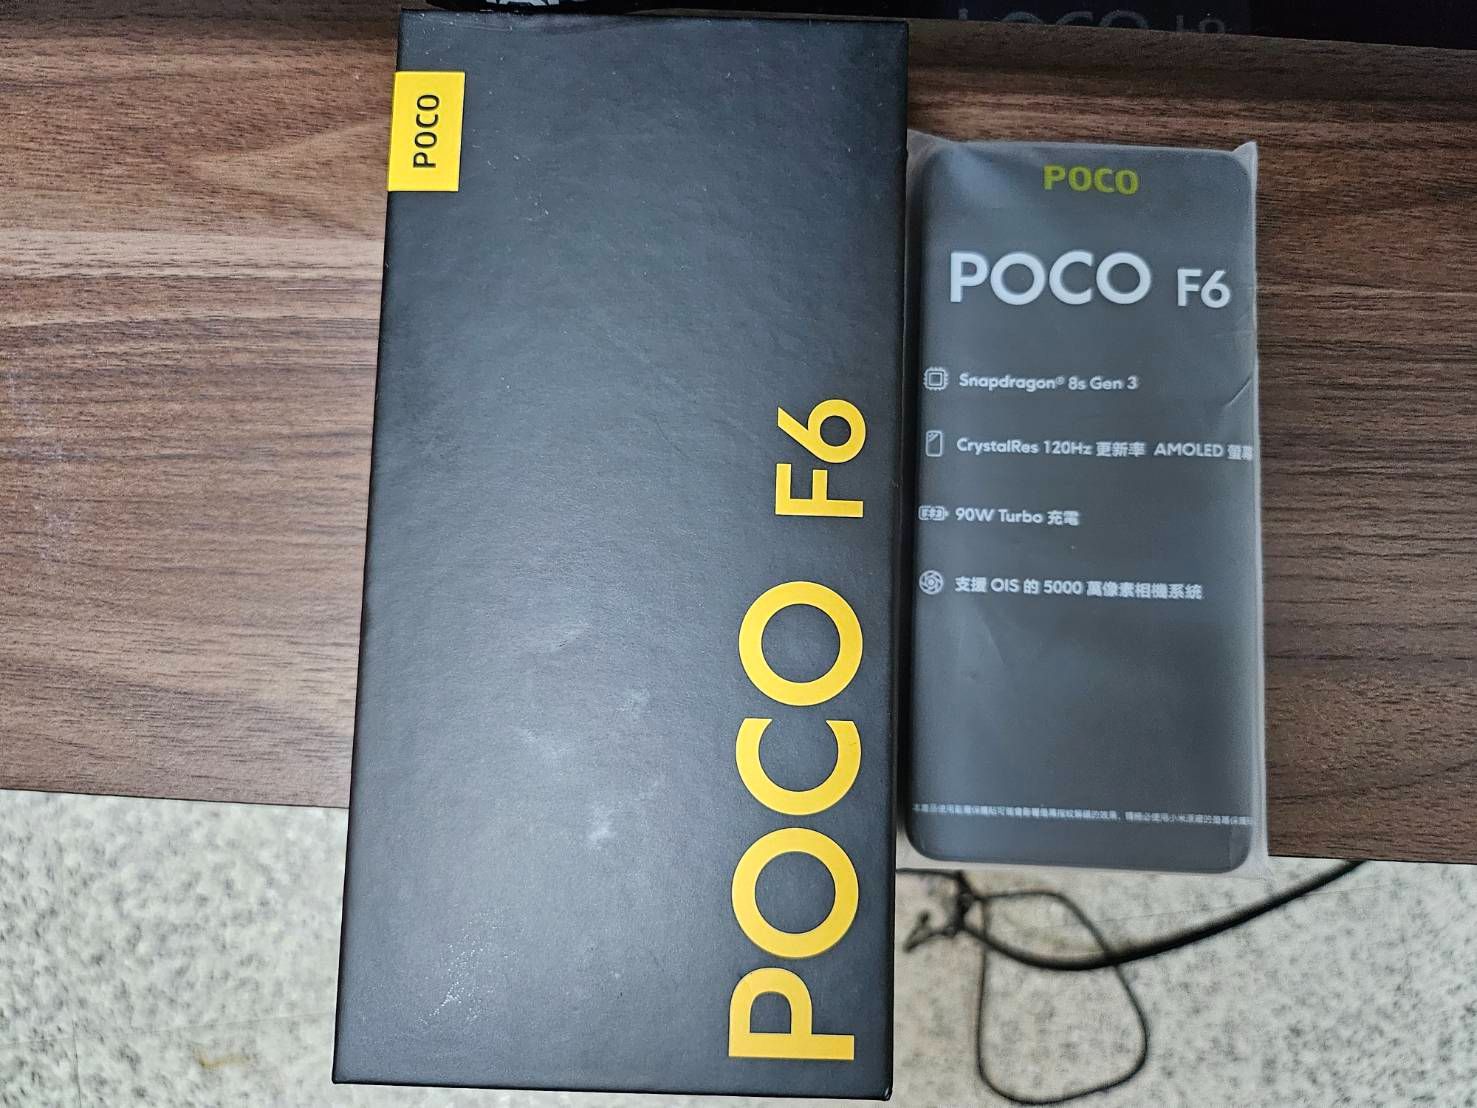 POCO
POCO F6
POCO
POCO F6
Snapdragon® 8s Gen 3
CrystalRes 120Hz 更新率 AMOLED 螢幕
90W Turbo 充電
支援 OIS 的 5000 萬像素相機系統